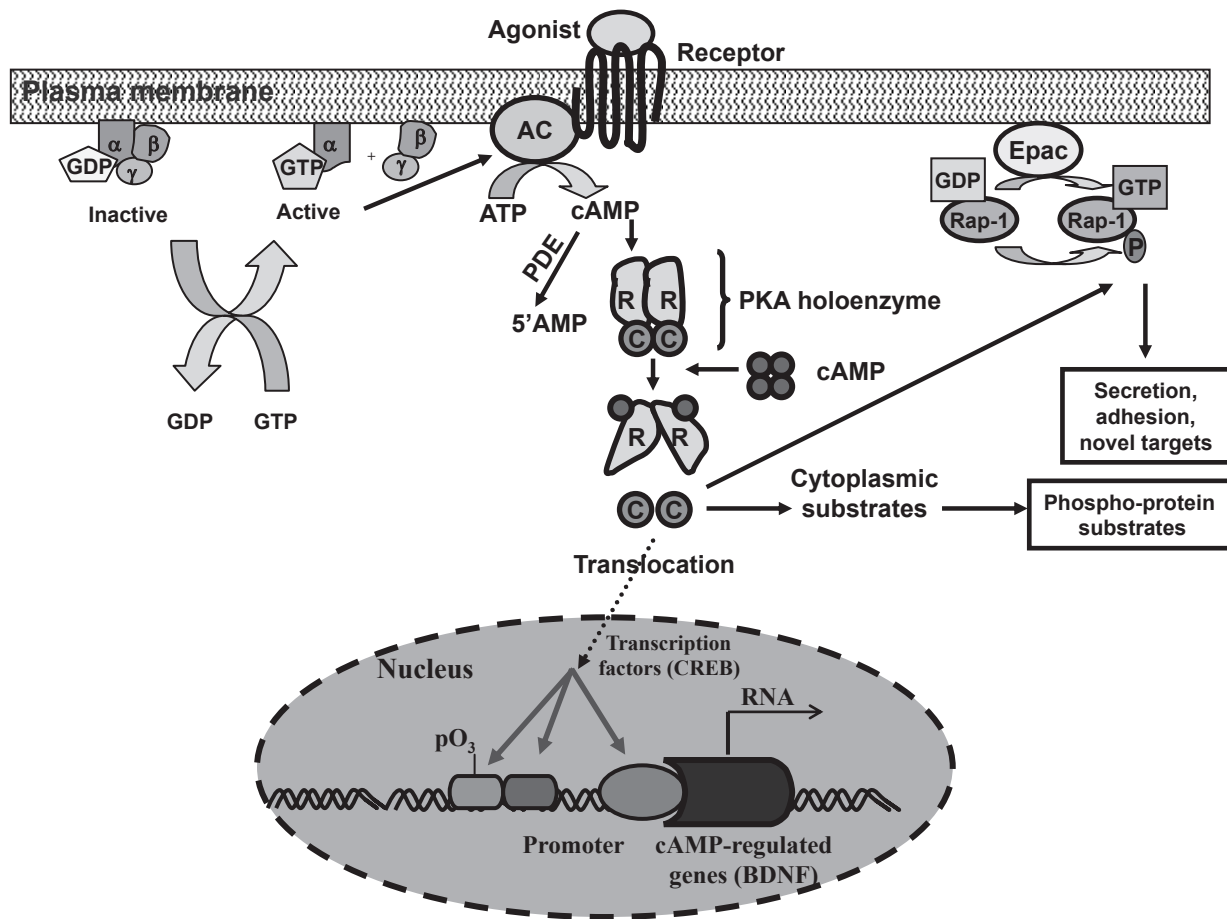 Agonist
Receptor
Plasma membrane
α
β
γ
GDP
Inactive
GTP
α
+
β
γ
Active
AC
ATP
cAMP
PDE
5’AMP
R R
C C
PKA holoenzyme
cAMP
R R
C C
Epac
GDP
Rap-1
GTP
Rap-1
P
Secretion,
adhesion,
novel targets
Cytoplasmic
substrates
Phospho-protein
substrates
GDP
GTP
Translocation
Nucleus
Transcription
factors (CREB)
RNA
pO3
Promoter
cAMP-regulated
genes (BDNF)